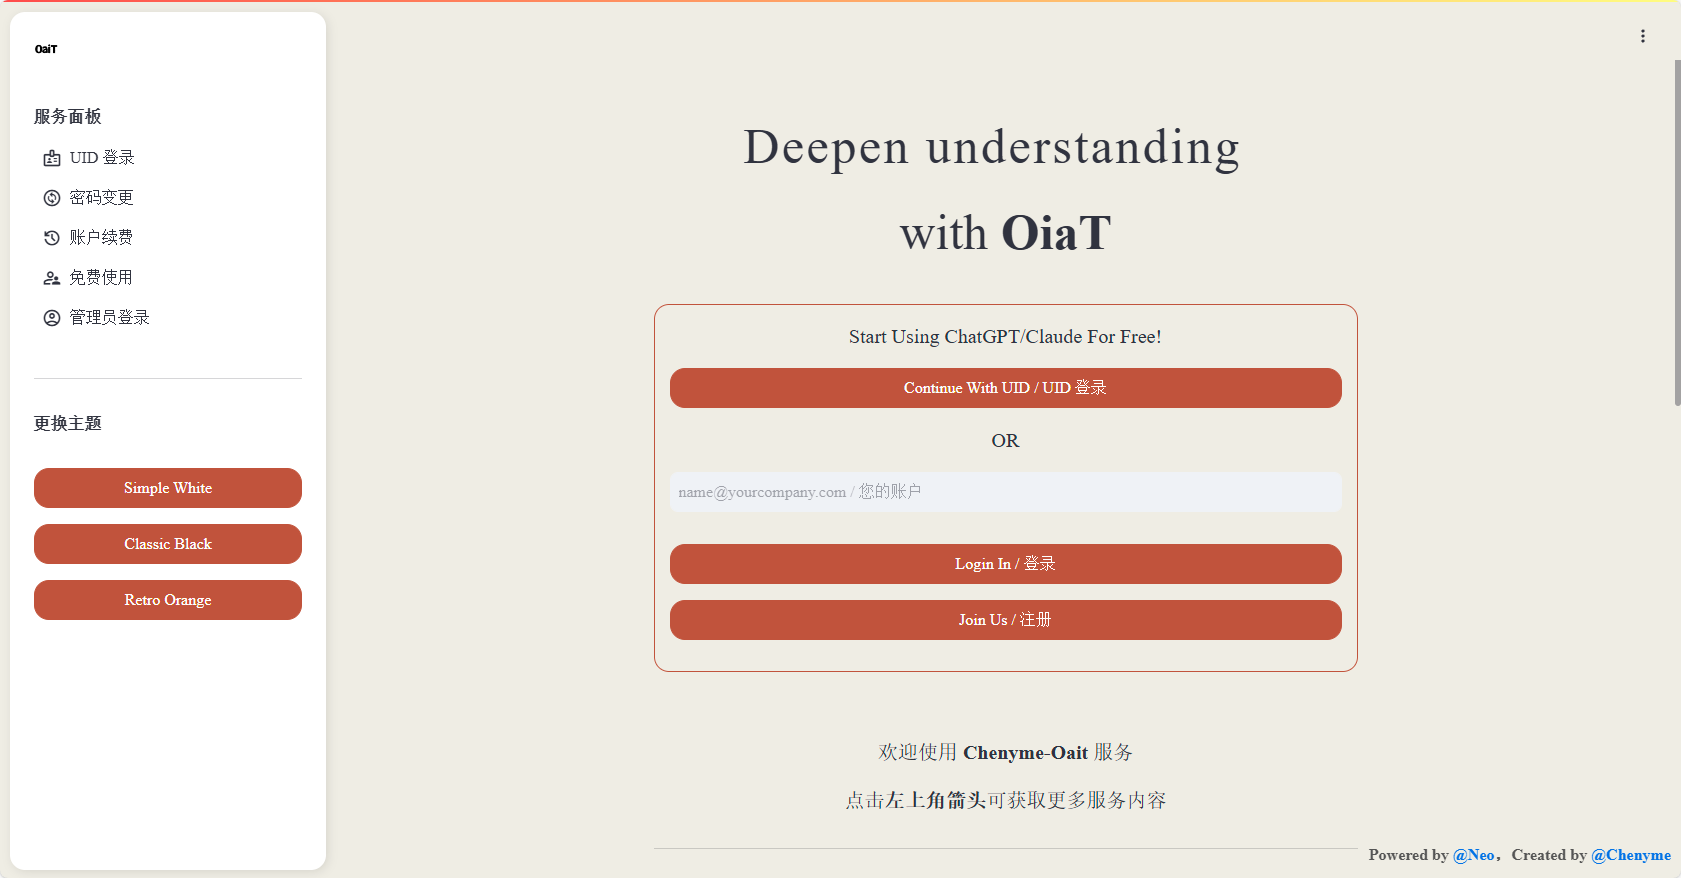 OaiT
服务面板
UID 登录
密码变更
账户续费
免费使用
管理员登录
更换主题
Simple White
Classic Black
Retro Orange
Deepen understanding
with OiaT
Start Using ChatGPT/Claude For Free!
Continue With UID / UID 登录
OR
name@yourcompany.com / 您的账户
Login In / 登录
Join Us / 注册
欢迎使用 Chenyme-Oait 服务
点击左上角箭头可获取更多服务内容
Powered by @Neo，Created by @Chenyme